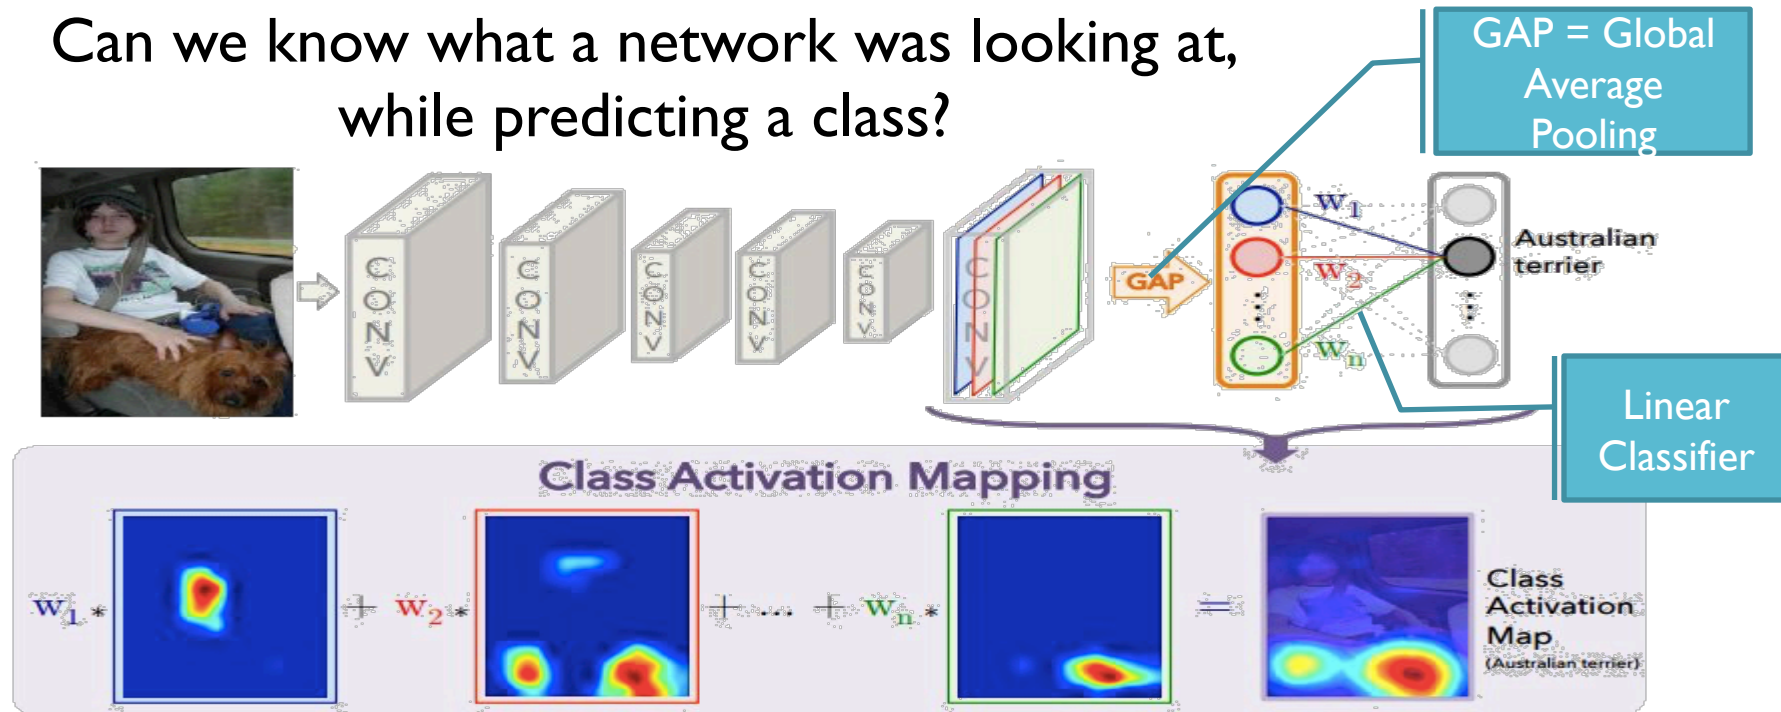 Can we know what a network was looking at,
while predicting a class?
GAP = Global
Average
Pooling
CONV
CONV
CONV
CONV
CONV
CONV
GAP
w1
w2
wn
Australian
terrier
Linear
Classifier
Class Activation Mapping
w1 * + w2 * + ... + wn * =
Class
Activation
Map
(Australian terrier)